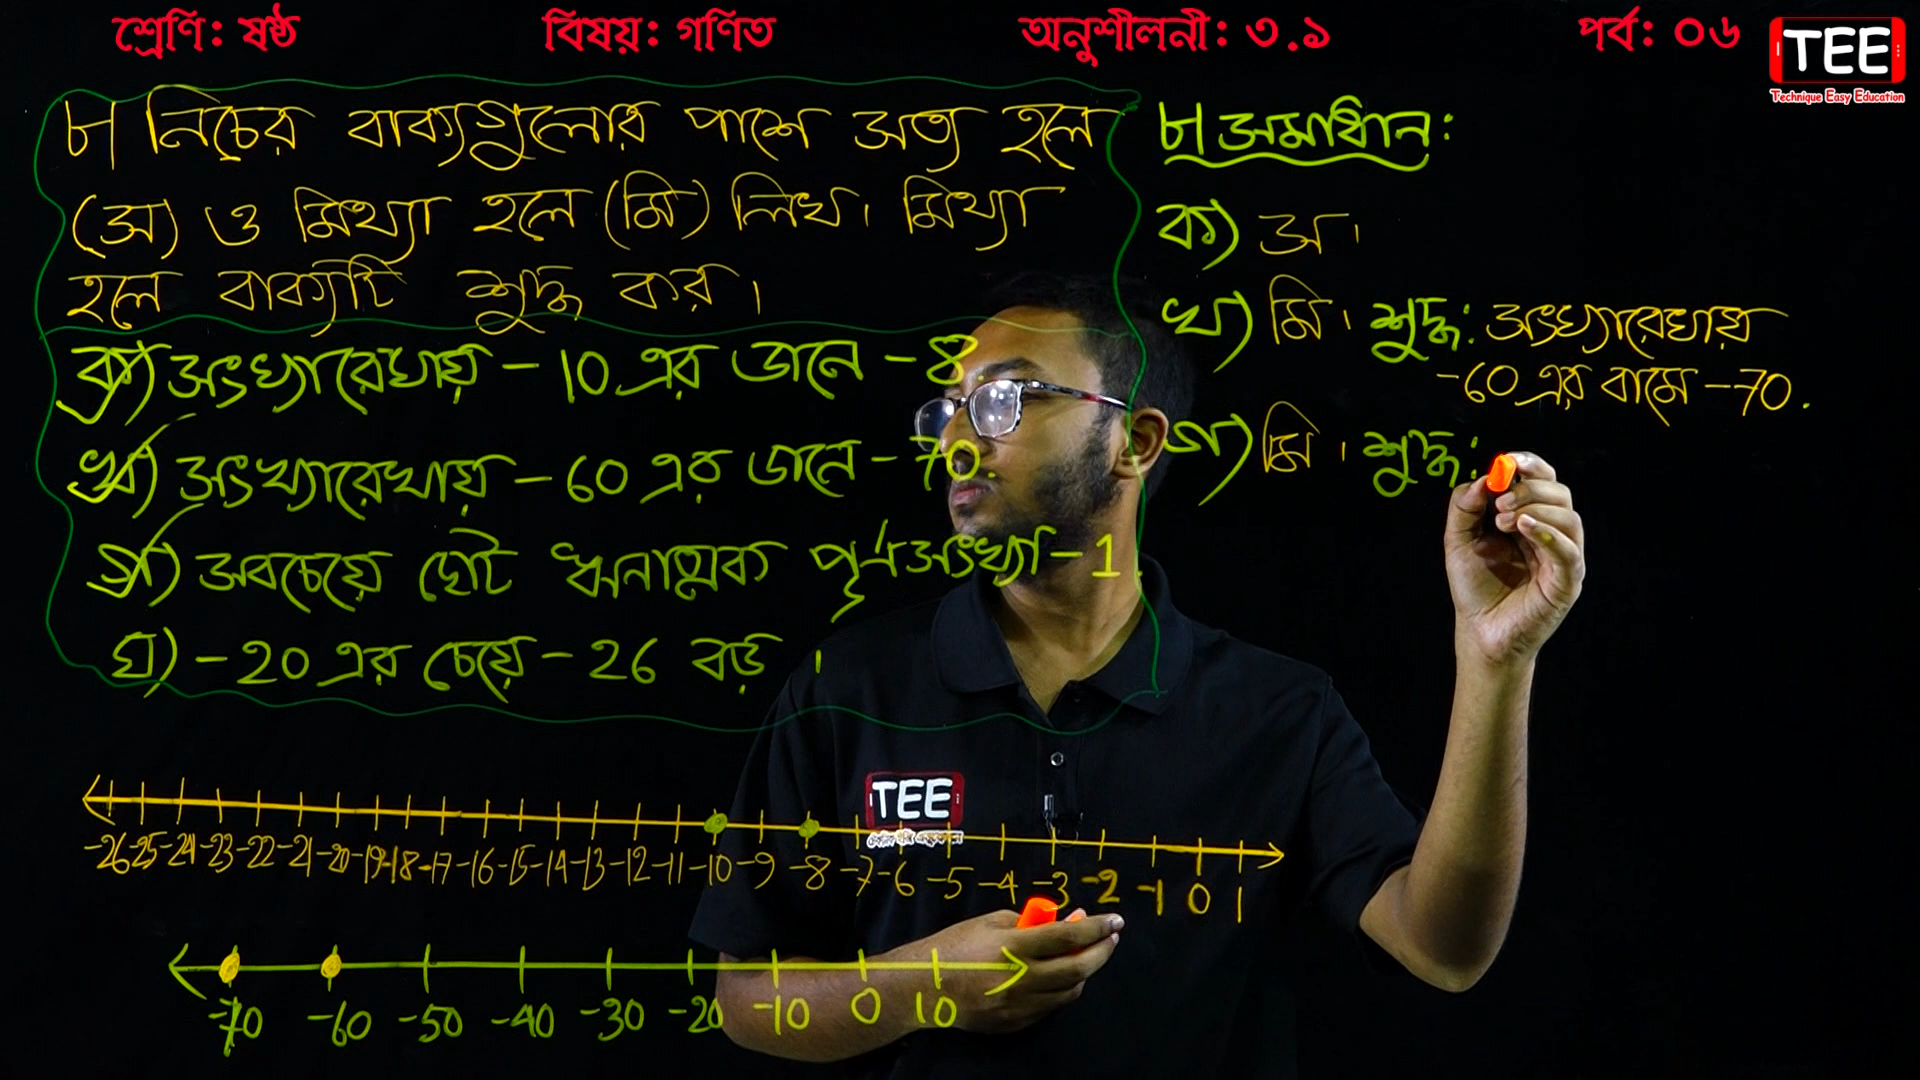 শ্রেণি: ষষ্ঠ
বিষয়: গণিত
অনুশীলনী: ৩.১
পর্ব: ০৬
TEE
Technique Easy Education
৮। নিচের বাক্যগুলোর পাশে সত্য হলে
(স) ও মিথ্যা হলে (মি) লিখ। মিথ্যা
হলে বাক্যটি শুদ্ধ কর।
ক) সংখ্যারেখায় -10 এর ডানে -8.
খ) সংখ্যারেখায় -60 এর ডানে -70.
গ) সবচেয়ে ছোট ঋনাত্মক পূর্ণসংখ্যা -1.
ঘ) -20 এর চেয়ে -26 বড়।
৮। সমাধান:
ক) স।
খ) মি। শুদ্ধ: সংখ্যারেখায়
-60 এর বামে -70.
গ) মি। শুদ্ধ:
TEE
-26 -25 -24 -23 -22 -21 -20 -19 -18 -17 -16 -15 -14 -13 -12 -11 -10 -9 -8 -7 -6 -5 -4 -3 -2 -1 0 1
-70 -60 -50 -40 -30 -20 -10 0 10